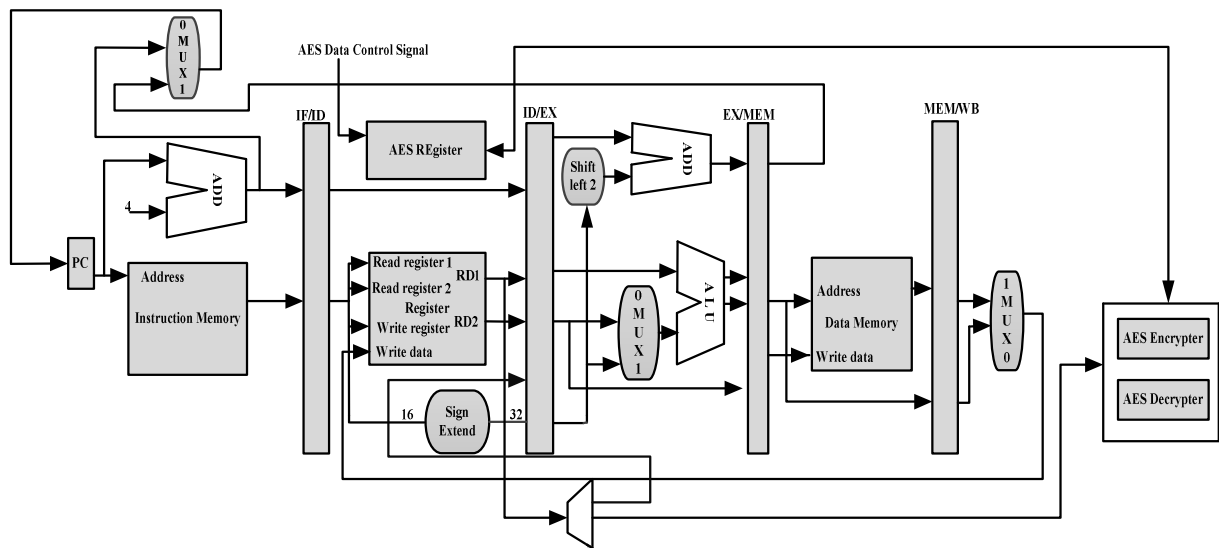 0
M
U
X
1
AES Data Control Signal
IF/ID
ID/EX
EX/MEM
MEM/WB
AES REgister
ADD
4
Shift
left 2
ADD
PC
Address
Instruction Memory
Read register 1
RD1
Read register 2
Register
RD2
Write register
Write data
16
Sign
Extend
32
0
M
U
X
1
A L U
Address
Data Memory
Write data
1
M
U
X
0
AES Encrypter
AES Decrypter